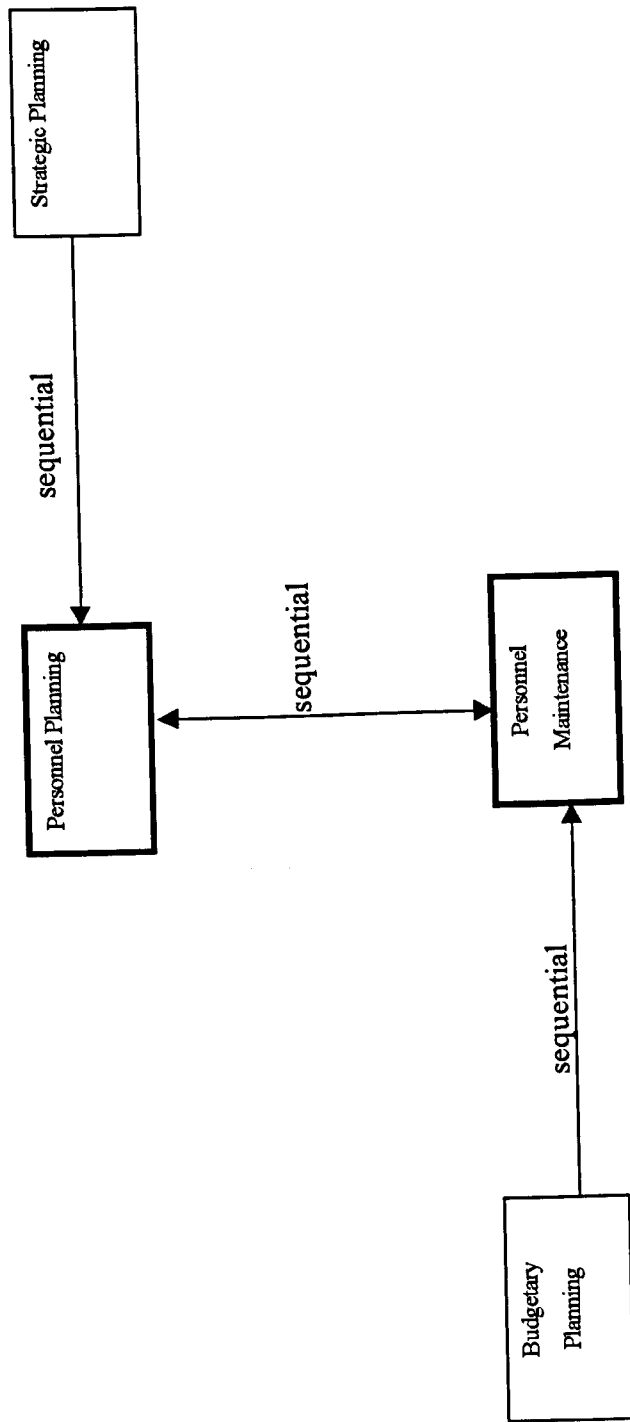 Strategic Planning
sequential
Personnel Planning
sequential
Personnel
Maintenance
sequential
Budgetary
Planning